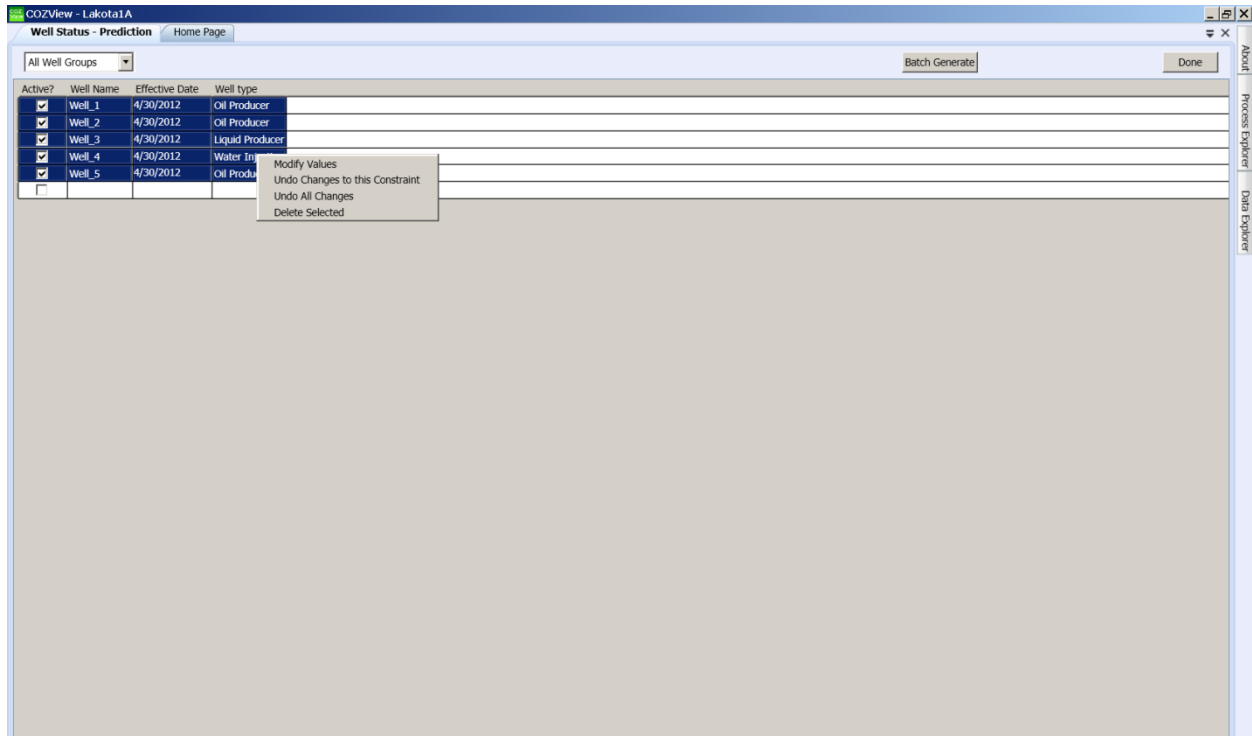 COZView - Lakota1A
Well Status - Prediction Home Page
All Well Groups Batch Generate Done
Active? Well Name Effective Date Well type
Well_1 4/30/2012 Oil Producer
Well_2 4/30/2012 Oil Producer
Well_3 4/30/2012 Liquid Producer
Well_4 4/30/2012 Water Inj
Well_5 4/30/2012 Oil Produ
Modify Values
Undo Changes to this Constraint
Undo All Changes
Delete Selected
About
Process Explorer
Data Explorer